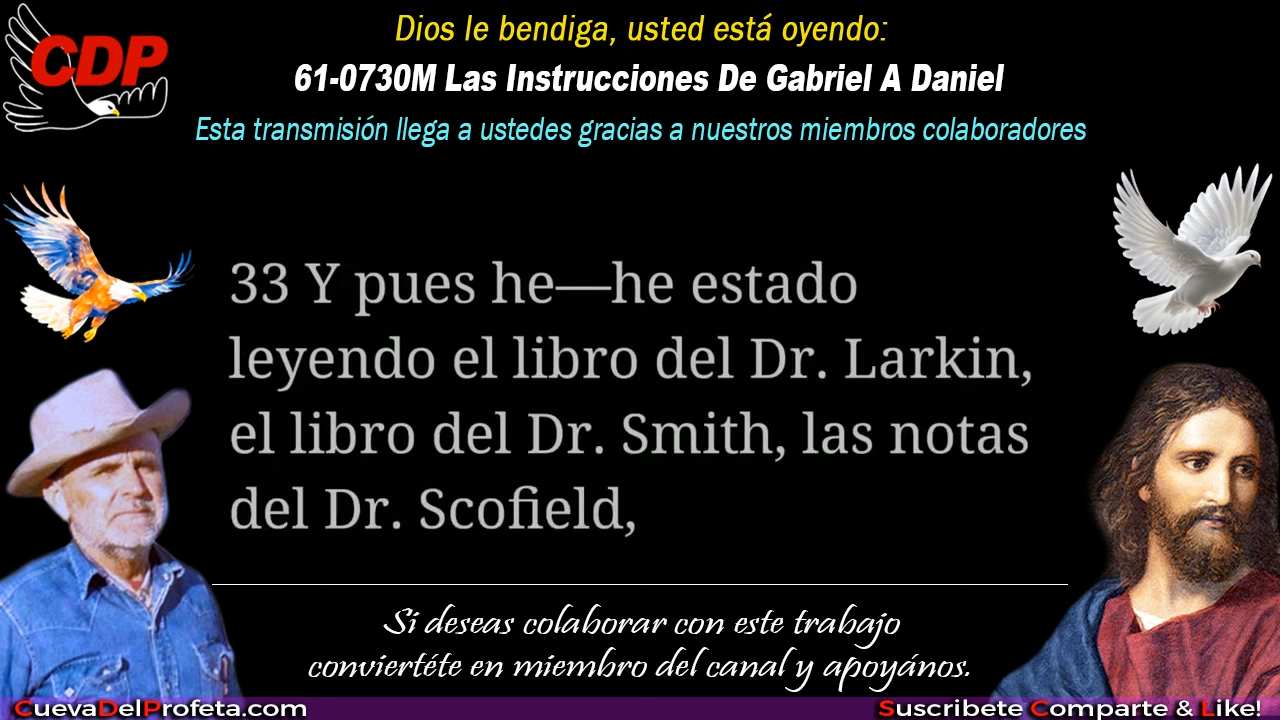 CDP
Dios le bendiga, usted está oyendo:
61-0730M Las Instrucciones De Gabriel A Daniel
Esta transmisión llega a ustedes gracias a nuestros miembros colaboradores
33 Y pues he—he estado
leyendo el libro del Dr. Larkin,
el libro del Dr. Smith, las notas
del Dr. Scofield,
Si deseas colaborar con este trabajo
conviertéte en miembro del canal y apoyános.
CuevaDelProfeta.com
Suscribete Comparte & Like!